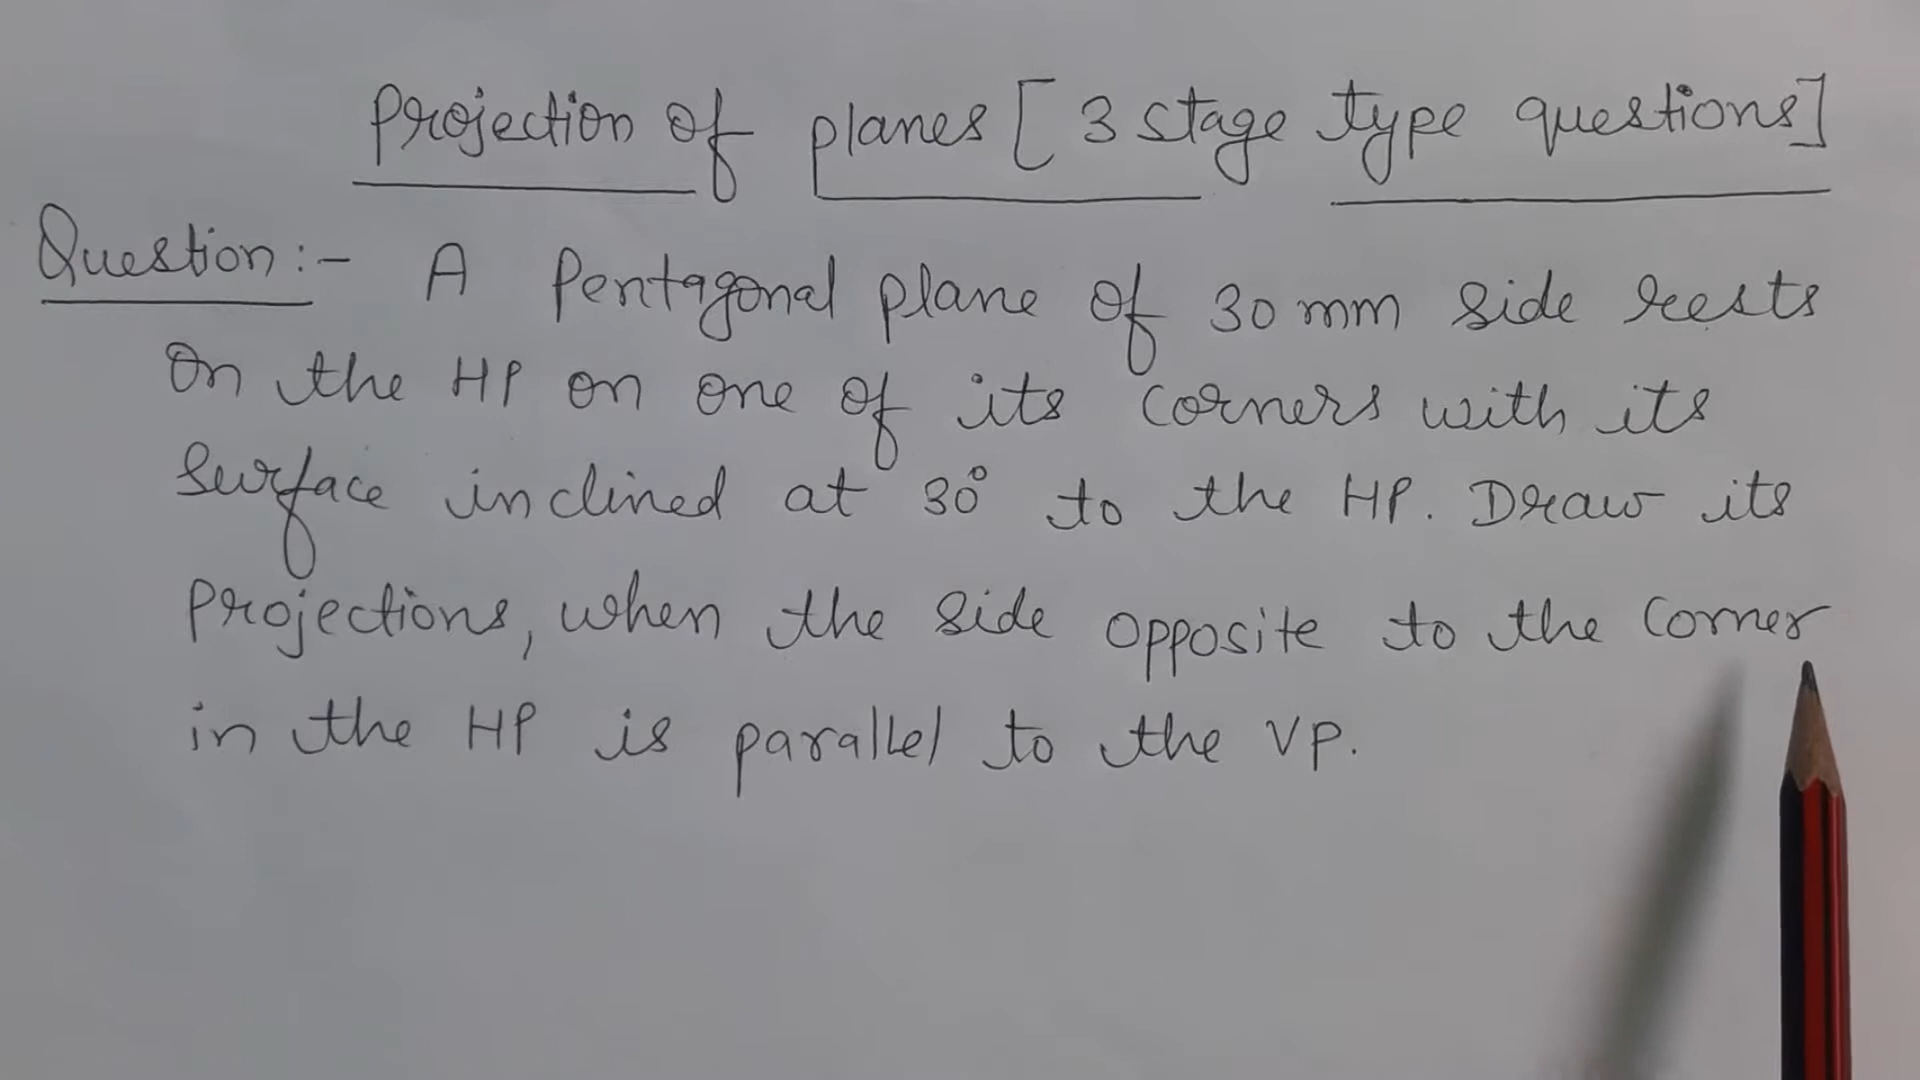 Projection of planes [3 stage type questions]
Question:- A Pentagonal plane of 30 mm side rests
on the HP on one of its corners with its
surface inclined at 30° to the HP. Draw its
projections, when the side opposite to the corner
in the HP is parallel to the VP.